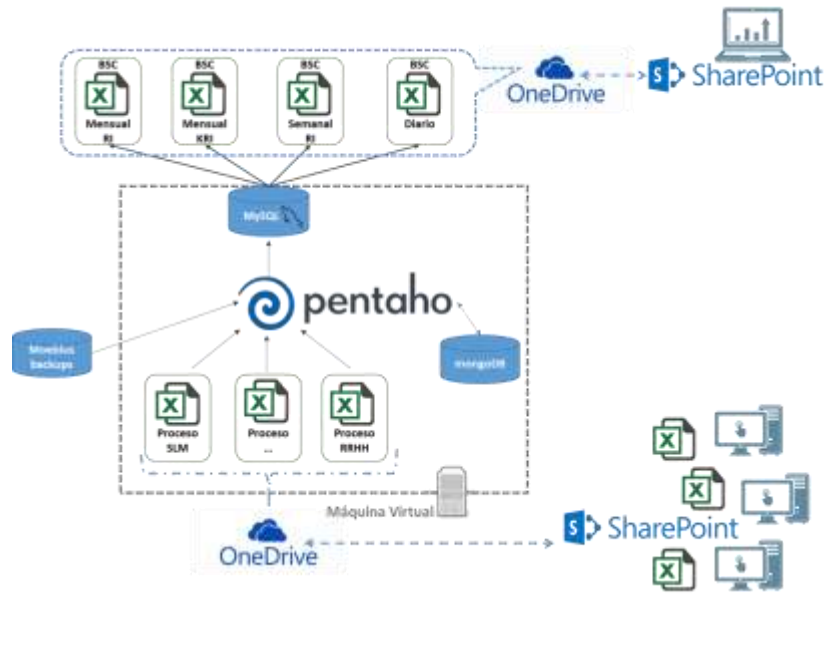 BSC
Mensual
RI
BSC
Mensual
KRI
BSC
Semanal
RI
BSC
Diario
OneDrive
SharePoint
MySQL
pentaho
Moebius
backups
mongoDB
Proceso
SLM
Proceso
...
Proceso
RRHH
Máquina Virtual
OneDrive
SharePoint